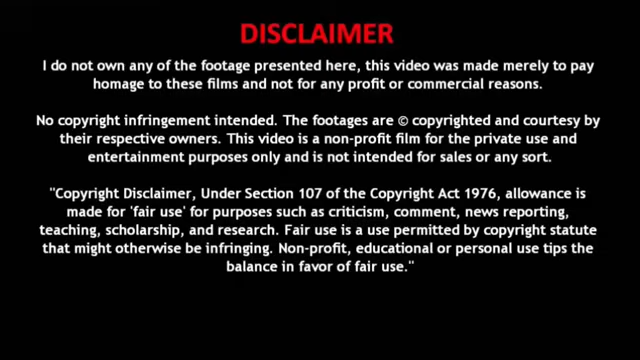 DISCLAIMER
I do not own any of the footage presented here, this video was made merely to pay
homage to these films and not for any profit or commercial reasons.
No copyright infringement intended. The footages are © copyrighted and courtesy by
their respective owners. This video is a non-profit film for the private use and
entertainment purposes only and is not intended for sales or any sort.
"Copyright Disclaimer, Under Section 107 of the Copyright Act 1976, allowance is
made for 'fair use' for purposes such as criticism, comment, news reporting,
teaching, scholarship, and research. Fair use is a use permitted by copyright statute
that might otherwise be infringing. Non-profit, educational or personal use tips the
balance in favor of fair use."